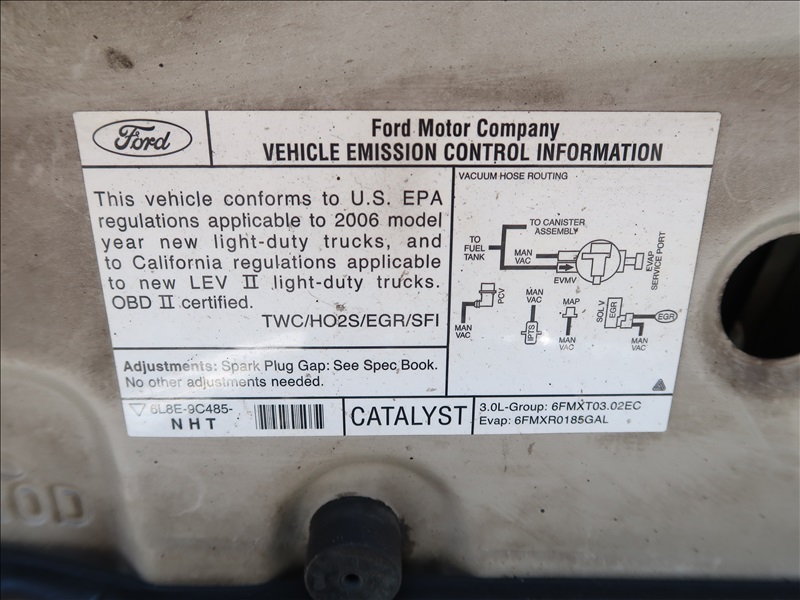 Ford
Ford Motor Company
VEHICLE EMISSION CONTROL INFORMATION
This vehicle conforms to U.S. EPA
regulations applicable to 2006 model
year new light-duty trucks, and
to California regulations applicable
to new LEV II light-duty trucks.
OBD II certified.
TWC/HO2S/EGR/SFI
Adjustments: Spark Plug Gap: See Spec Book.
No other adjustments needed.
VACUUM HOSE ROUTING
TO CANISTER
ASSEMBLY
TO
FUEL
TANK
MAN
VAC
EVMV
EVAP
SERVICE PORT
PCV
MAN
VAC
MAN
VAC
IPTS
MAP
MAN
VAC
SOL V
EGR
EGR
MAN
VAC
6L8E-9C485-
NHT
CATALYST
3.0L-Group: 6FMXT03.02EC
Evap: 6FMXR0185GAL